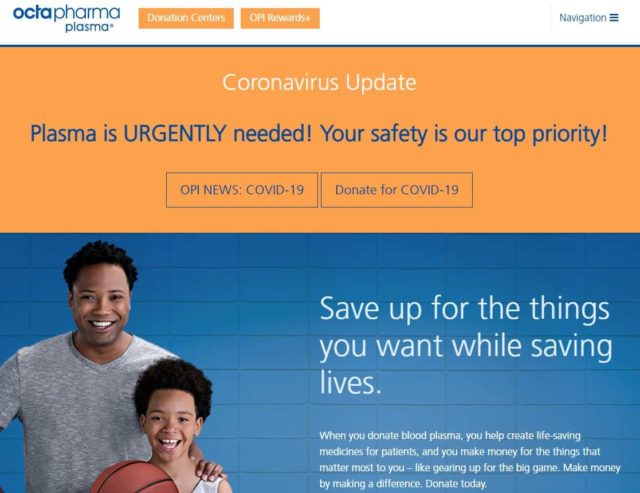 octapharma
plasma®
Donation Centers
OPI Rewards+
Navigation
Coronavirus Update
Plasma is URGENTLY needed! Your safety is our top priority!
OPI NEWS: COVID-19
Donate for COVID-19
Save up for the things
you want while saving
lives.
When you donate blood plasma, you help create life-saving
medicines for patients, and you make money for the things that
matter most to you – like gearing up for the big game. Make money
by making a difference. Donate today.